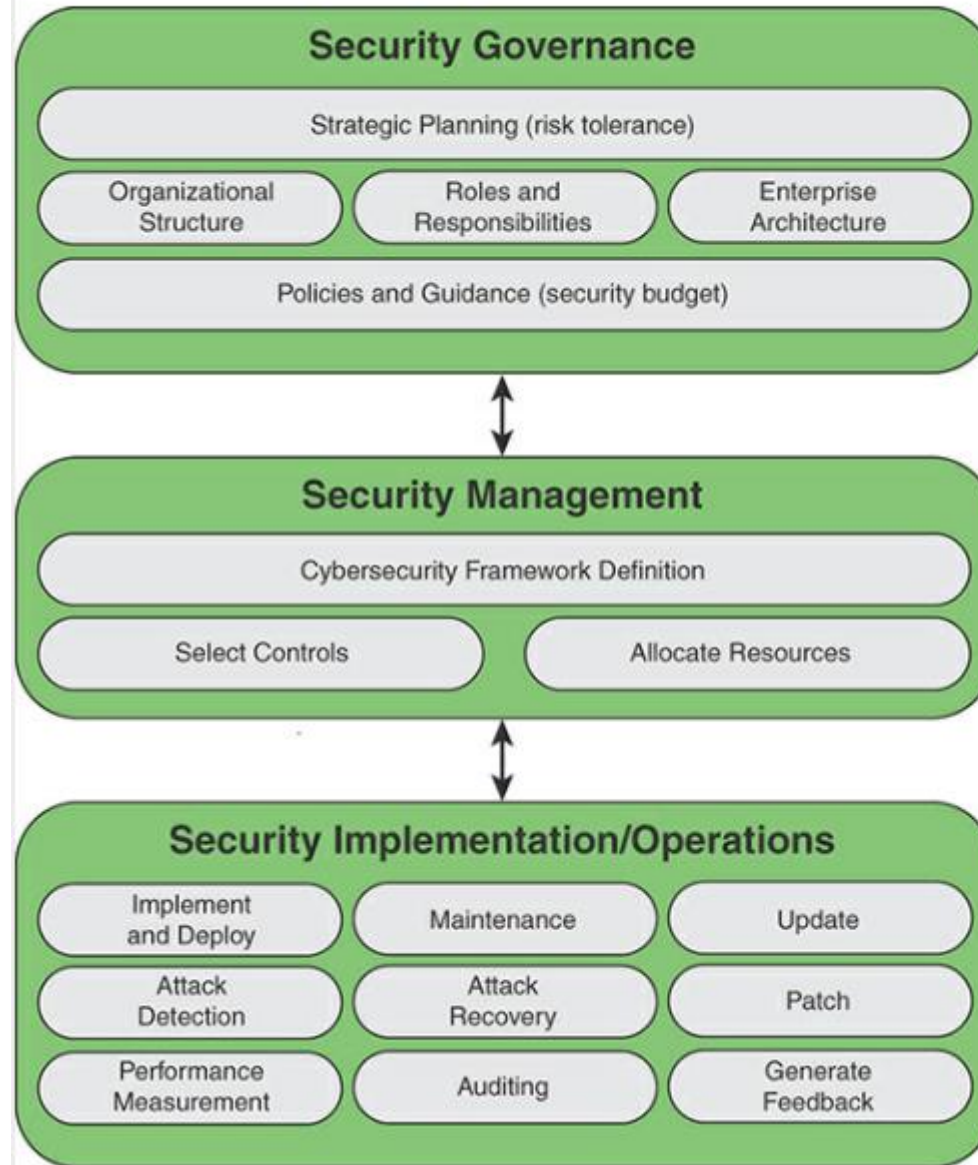 Security Governance
Strategic Planning (risk tolerance)
Organizational
Structure
Roles and
Responsibilities
Enterprise
Architecture
Policies and Guidance (security budget)
Security Management
Cybersecurity Framework Definition
Select Controls
Allocate Resources
Security Implementation/Operations
Implement
and Deploy
Maintenance
Update
Attack
Detection
Attack
Recovery
Patch
Performance
Measurement
Auditing
Generate
Feedback